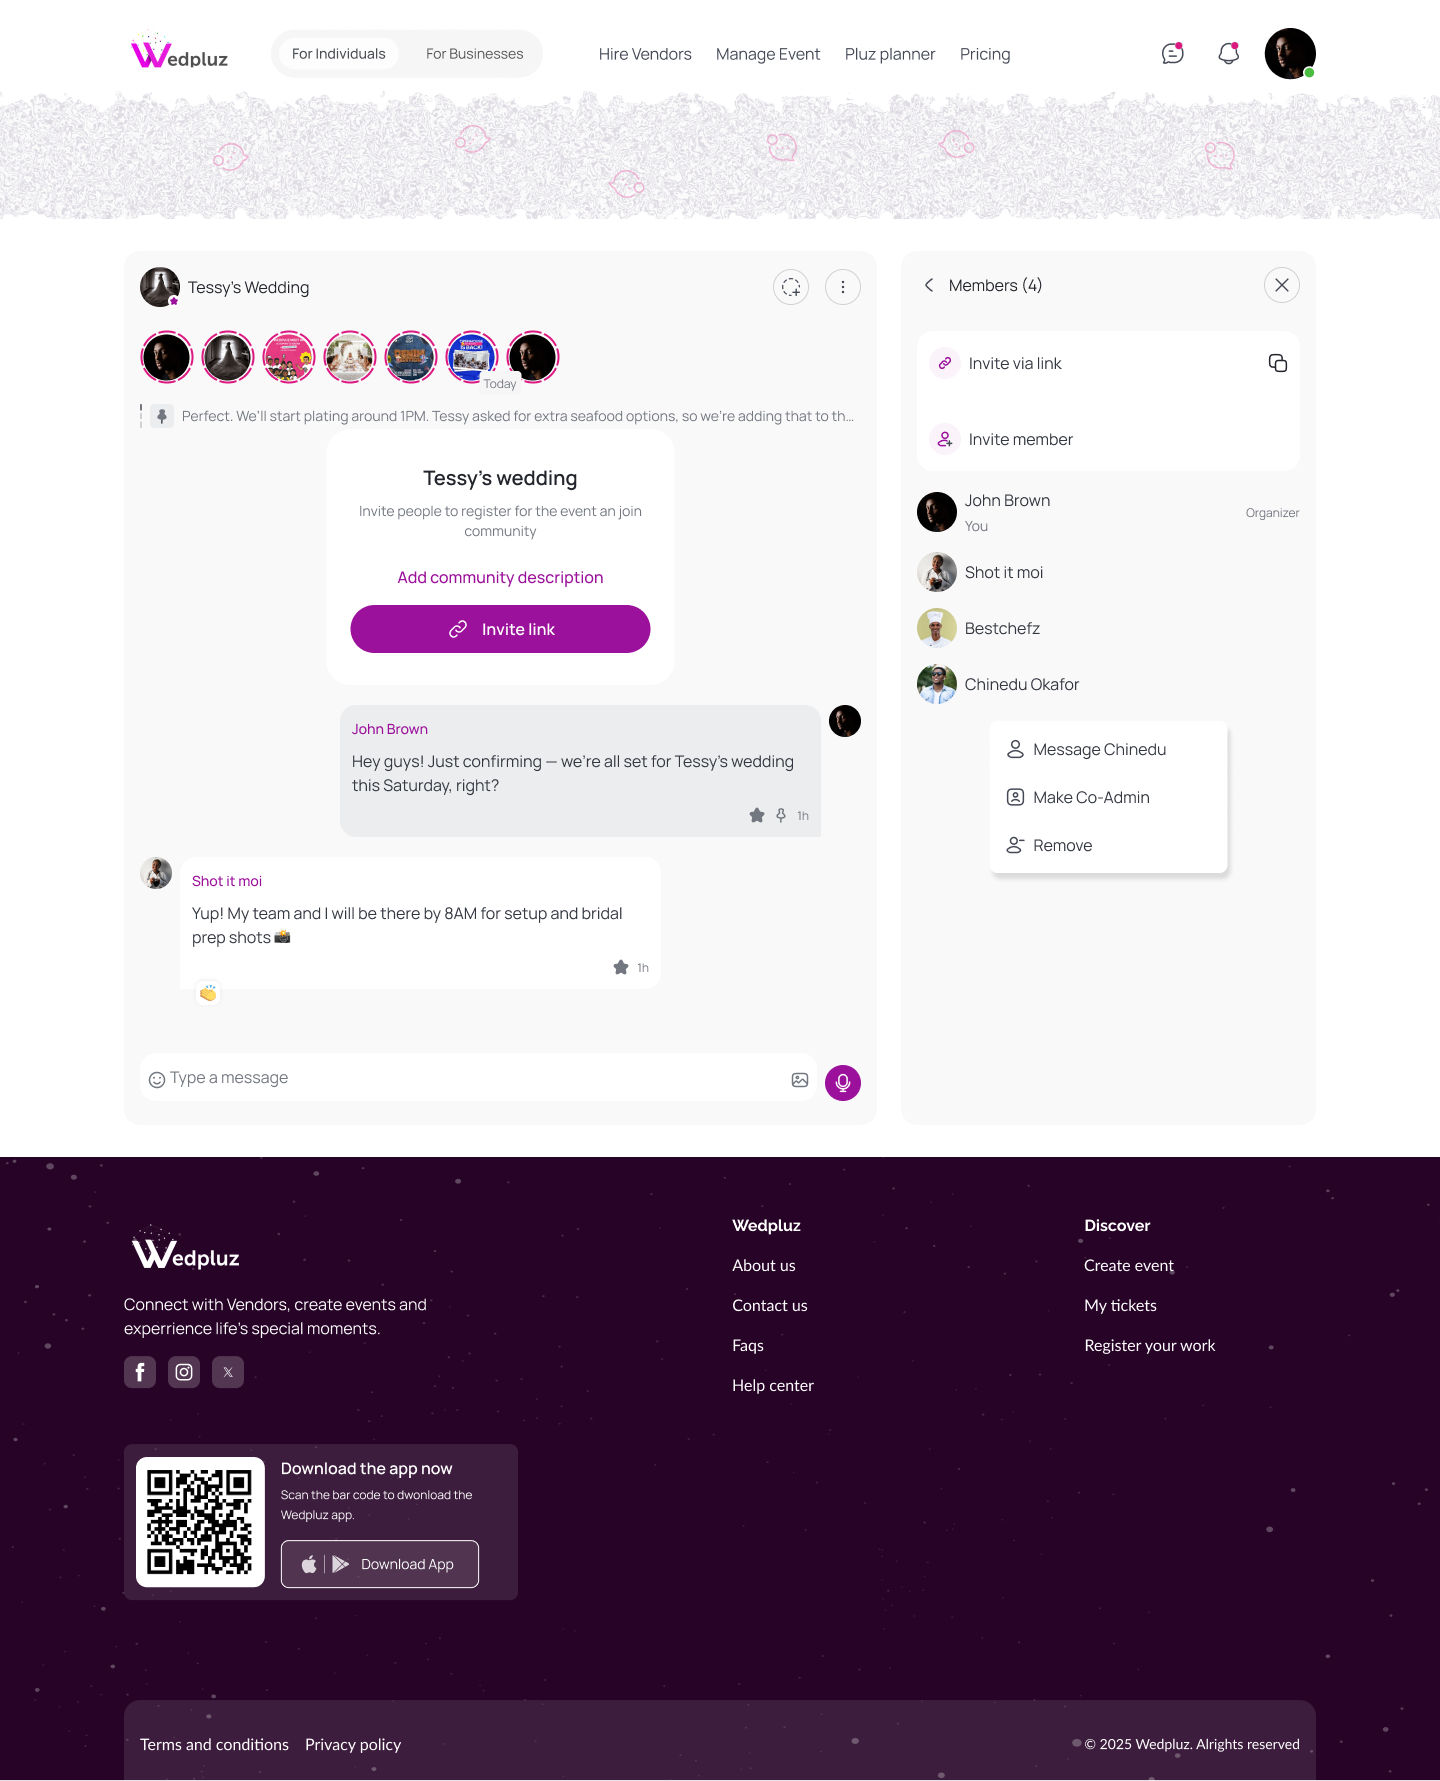 Wedpluz
For Individuals
For Businesses
Hire Vendors
Manage Event
Pluz planner
Pricing
Tessy's Wedding
Today
Perfect. We'll start plating around 1PM. Tessy asked for extra seafood options, so we're adding that to th...
Tessy's wedding
Invite people to register for the event an join
community
Add community description
Invite link
John Brown
Hey guys! Just confirming — we're all set for Tessy's wedding
this Saturday, right?
1h
Shot it moi
Yup! My team and I will be there by 8AM for setup and bridal
prep shots 📸
1h
👏
Type a message
Members (4)
Invite via link
Invite member
John Brown
You
Organizer
Shot it moi
Bestchefz
Chinedu Okafor
Message Chinedu
Make Co-Admin
Remove
Wedpluz
Connect with Vendors, create events and
experrience life's special moments.
f
𝕏
Download the app now
Scan the bar code to dwonload the
Wedpluz app.
Download App
Wedpluz
About us
Contact us
Faqs
Help center
Discover
Create event
My tickets
Register your work
Terms and conditions
Privacy policy
© 2025 Wedpluz. Alrights reserved